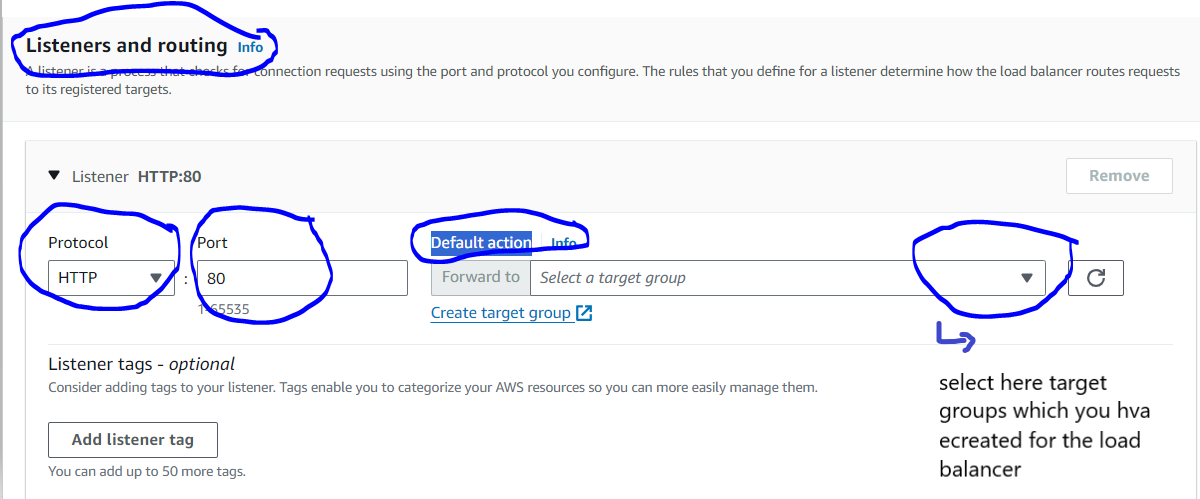 Listeners and routing Info
A listener is a process that checks for connection requests using the port and protocol you configure. The rules that you define for a listener determine how the load balancer routes requests
to its registered targets.
Listener HTTP:80
Remove
Protocol Port Default action Info
HTTP : 80 Forward to Select a target group
1-65535
Create target group
Listener tags - optional
Consider adding tags to your listener. Tags enable you to categorize your AWS resources so you can more easily manage them.
Add listener tag
You can add up to 50 more tags.
select here target
groups which you hva
ecreated for the load
balancer